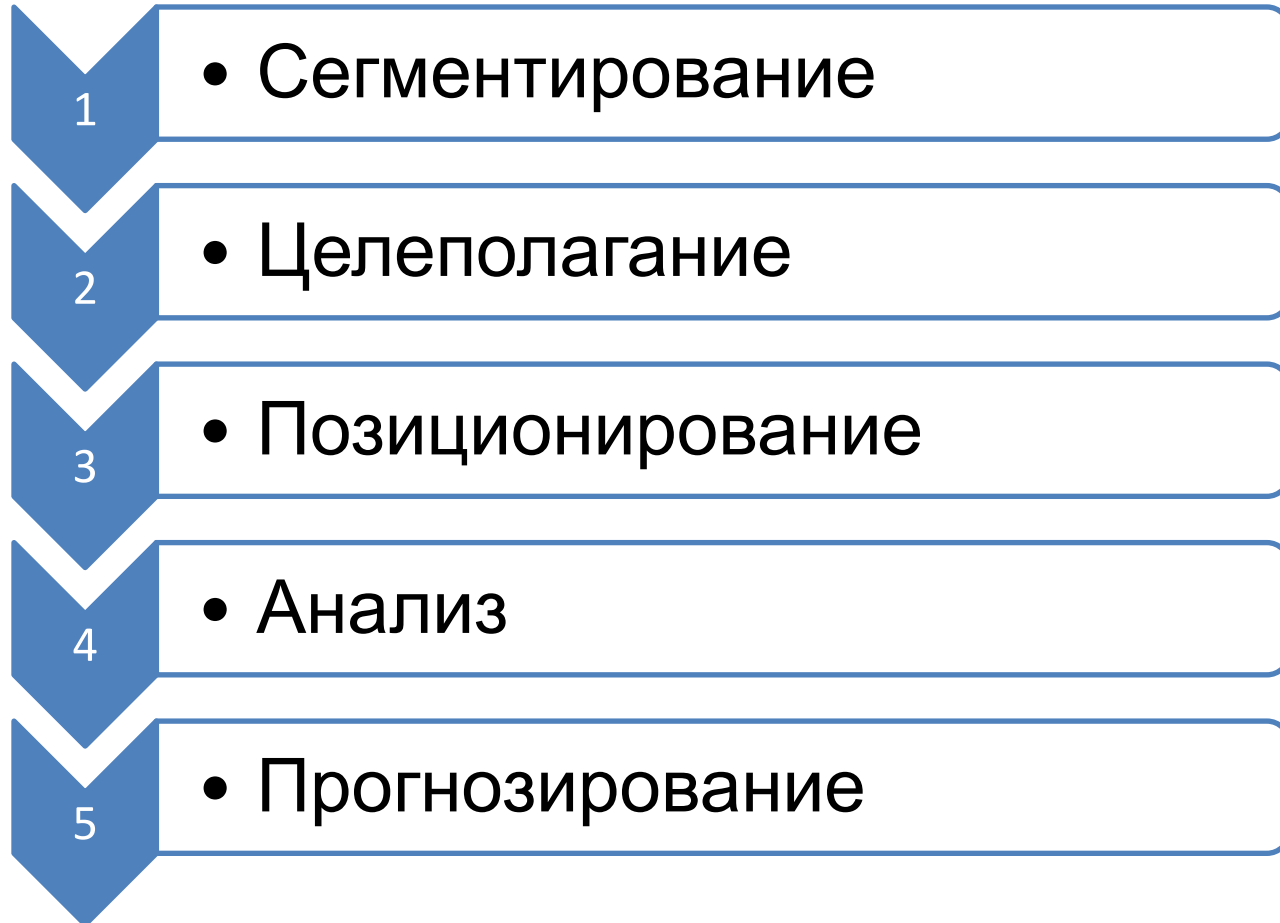 1
• Сегментирование
2
• Целеполагание
3
• Позиционирование
4
• Анализ
5
• Прогнозирование